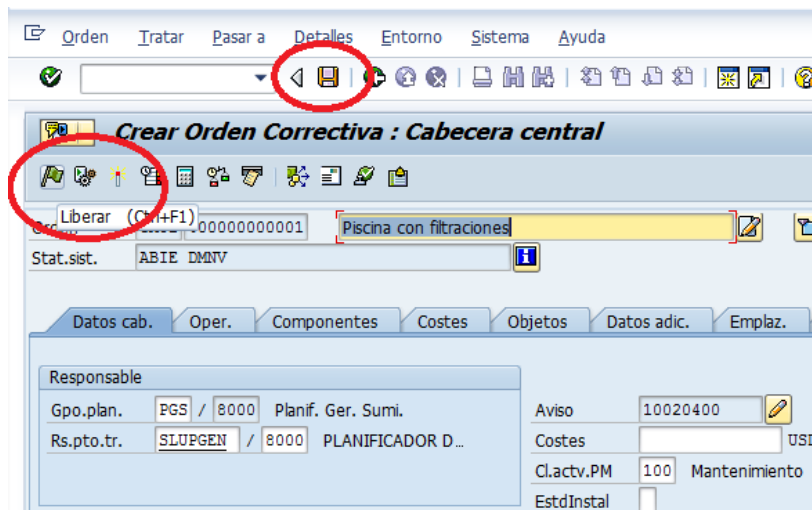 Orden Tratar Pasar a Detalles Entorno Sistema Ayuda
Crear Orden Correctiva : Cabecera central
Liberar (Ctrl+F1) 00000000001 Piscina con filtraciones
Stat.sist. ABIE DMNV
Datos cab. Oper. Componentes Costes Objetos Datos adic. Emplaz.
Responsable
Gpo.plan. PGS / 8000 Planif. Ger. Sumi. Aviso 10020400
Rs.pto.tr. SLUPGEN / 8000 PLANIFICADOR D… Costes
Cl.actv.PM 100 Mantenimiento
EstdInstal